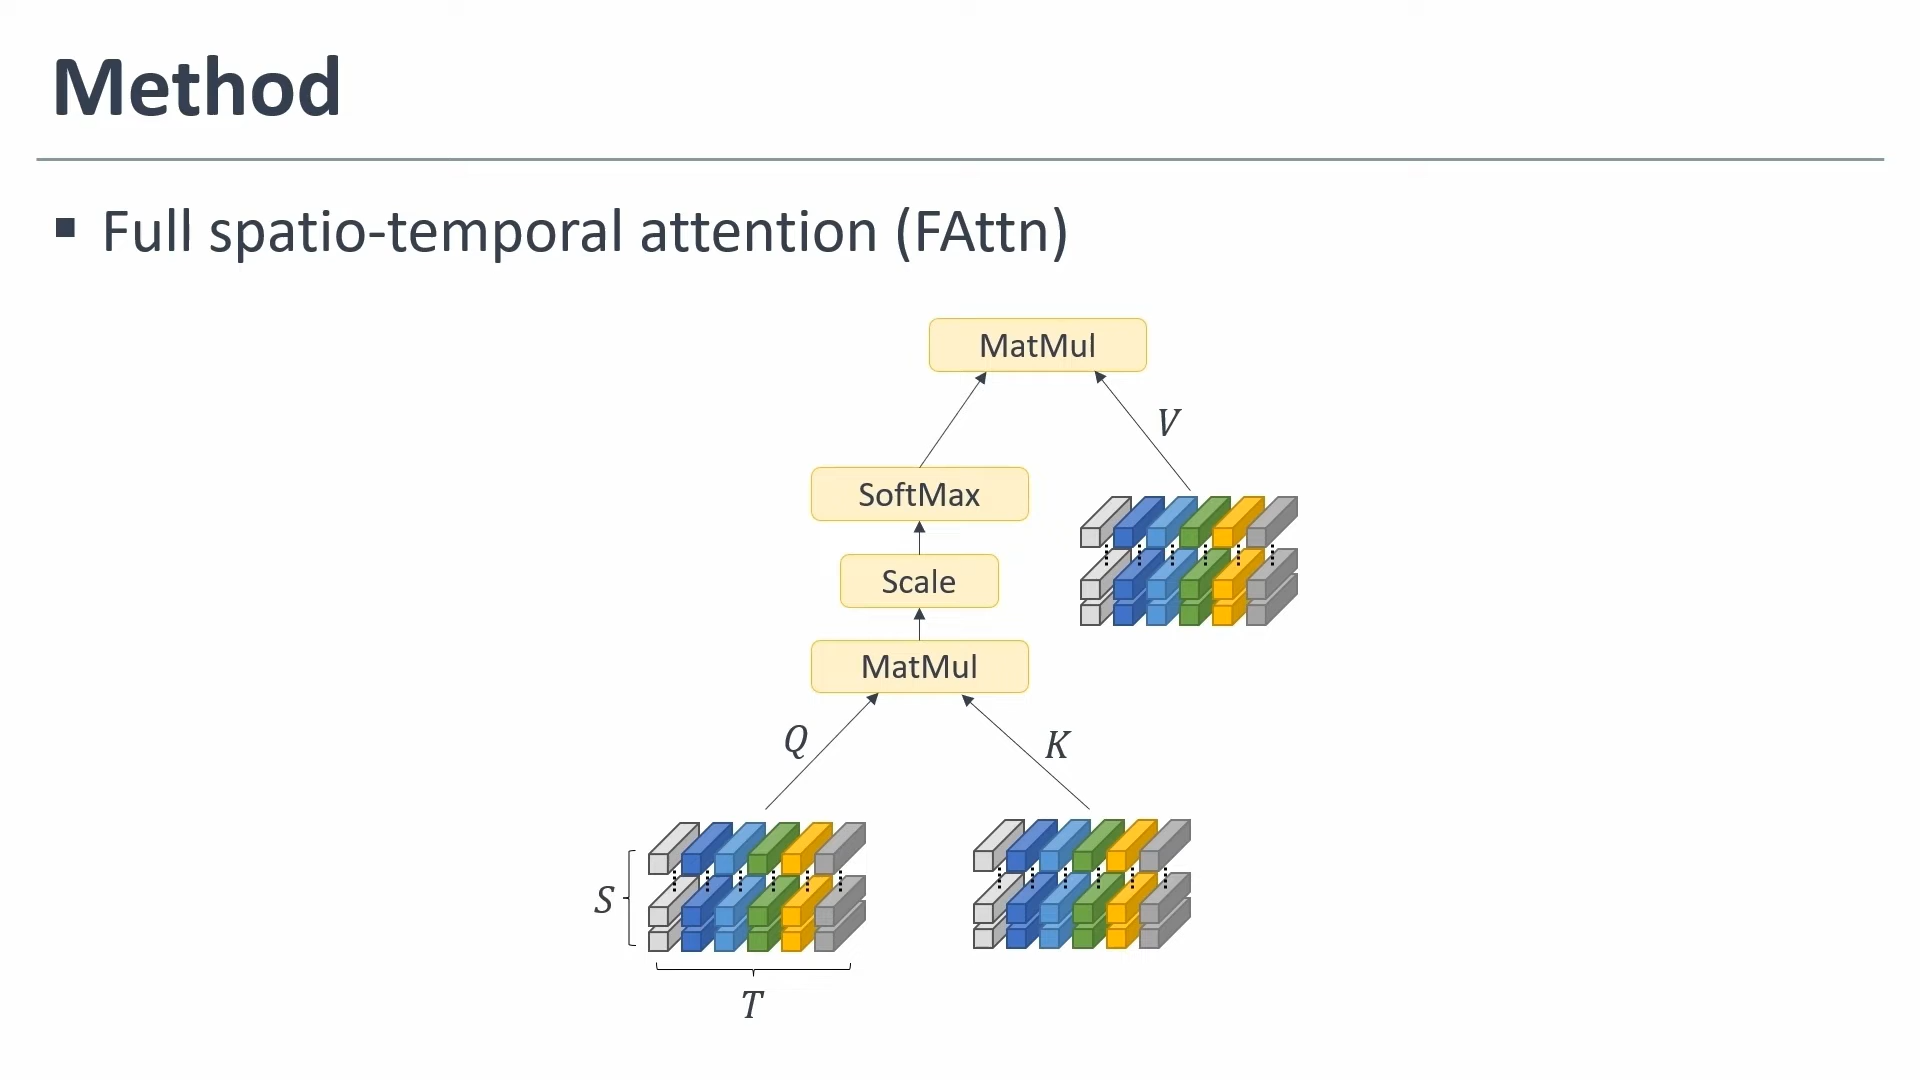 Method
▪ Full spatio-temporal attention (FAttn)
MatMul
V
SoftMax
Scale
MatMul
Q
K
S
T